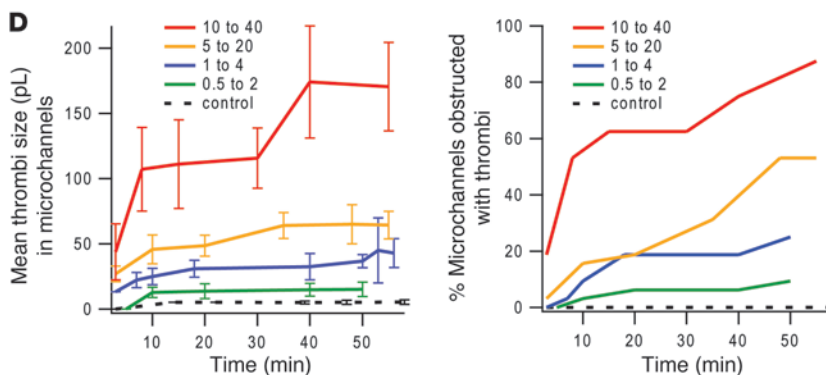 D
Mean thrombi size (pL)
in microchannels
200
150
100
50
0
10 to 40
5 to 20
1 to 4
0.5 to 2
control
10
20
30
40
50
Time (min)
% Microchannels obstructed
with thrombi
100
80
60
40
20
0
10 to 40
5 to 20
1 to 4
0.5 to 2
control
10
20
30
40
50
Time (min)